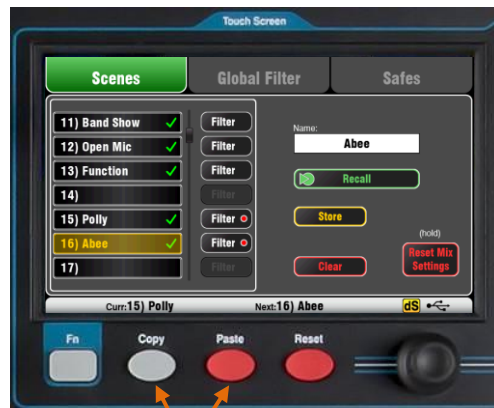 Touch Screen
Scenes
Global Filter
Safes
11) Band Show
Filter
12) Open Mic
Filter
13) Function
Filter
14)
Filter
15) Polly
Filter
16) Abee
Filter
17)
Filter
Name:
Abee
Recall
Store
Clear
(hold)
Reset Mix
Settings
Curr:15) Polly
Next:16) Abee
dS
Fn
Copy
Paste
Reset